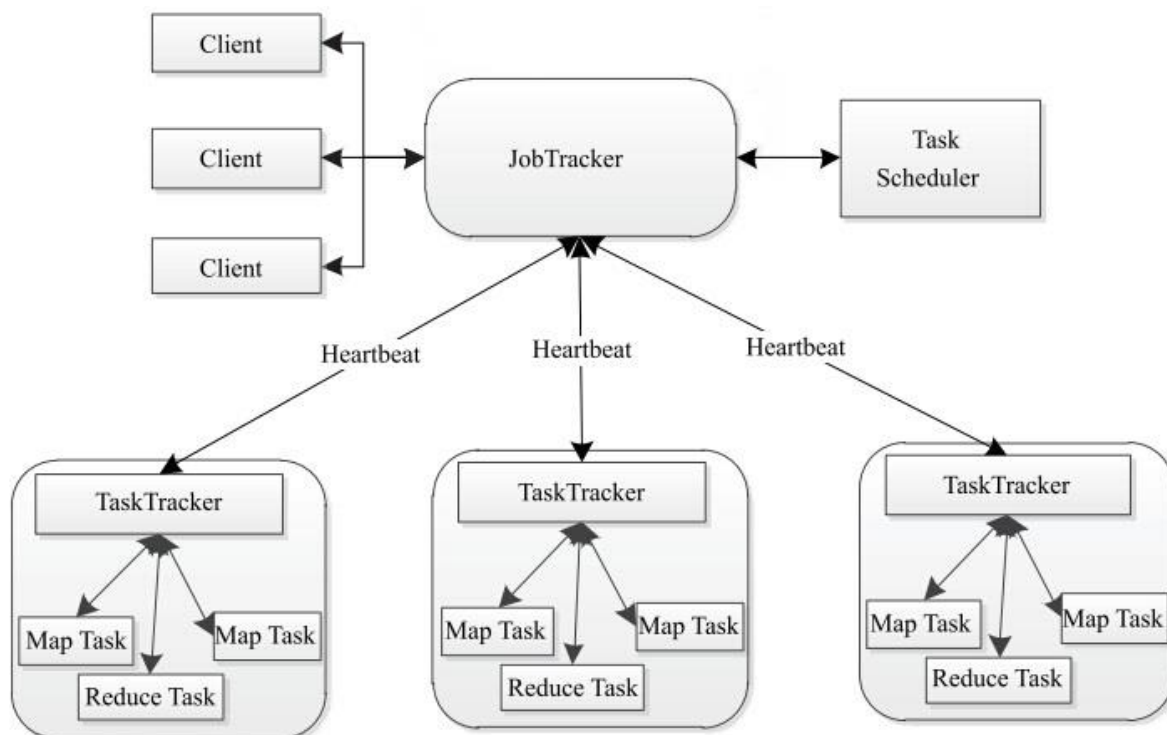 Client
Client
JobTracker
Task
Scheduler
Client
Heartbeat
Heartbeat
Heartbeat
TaskTracker
Map Task
Map Task
Reduce Task
TaskTracker
Map Task
Map Task
Reduce Task
TaskTracker
Map Task
Map Task
Reduce Task